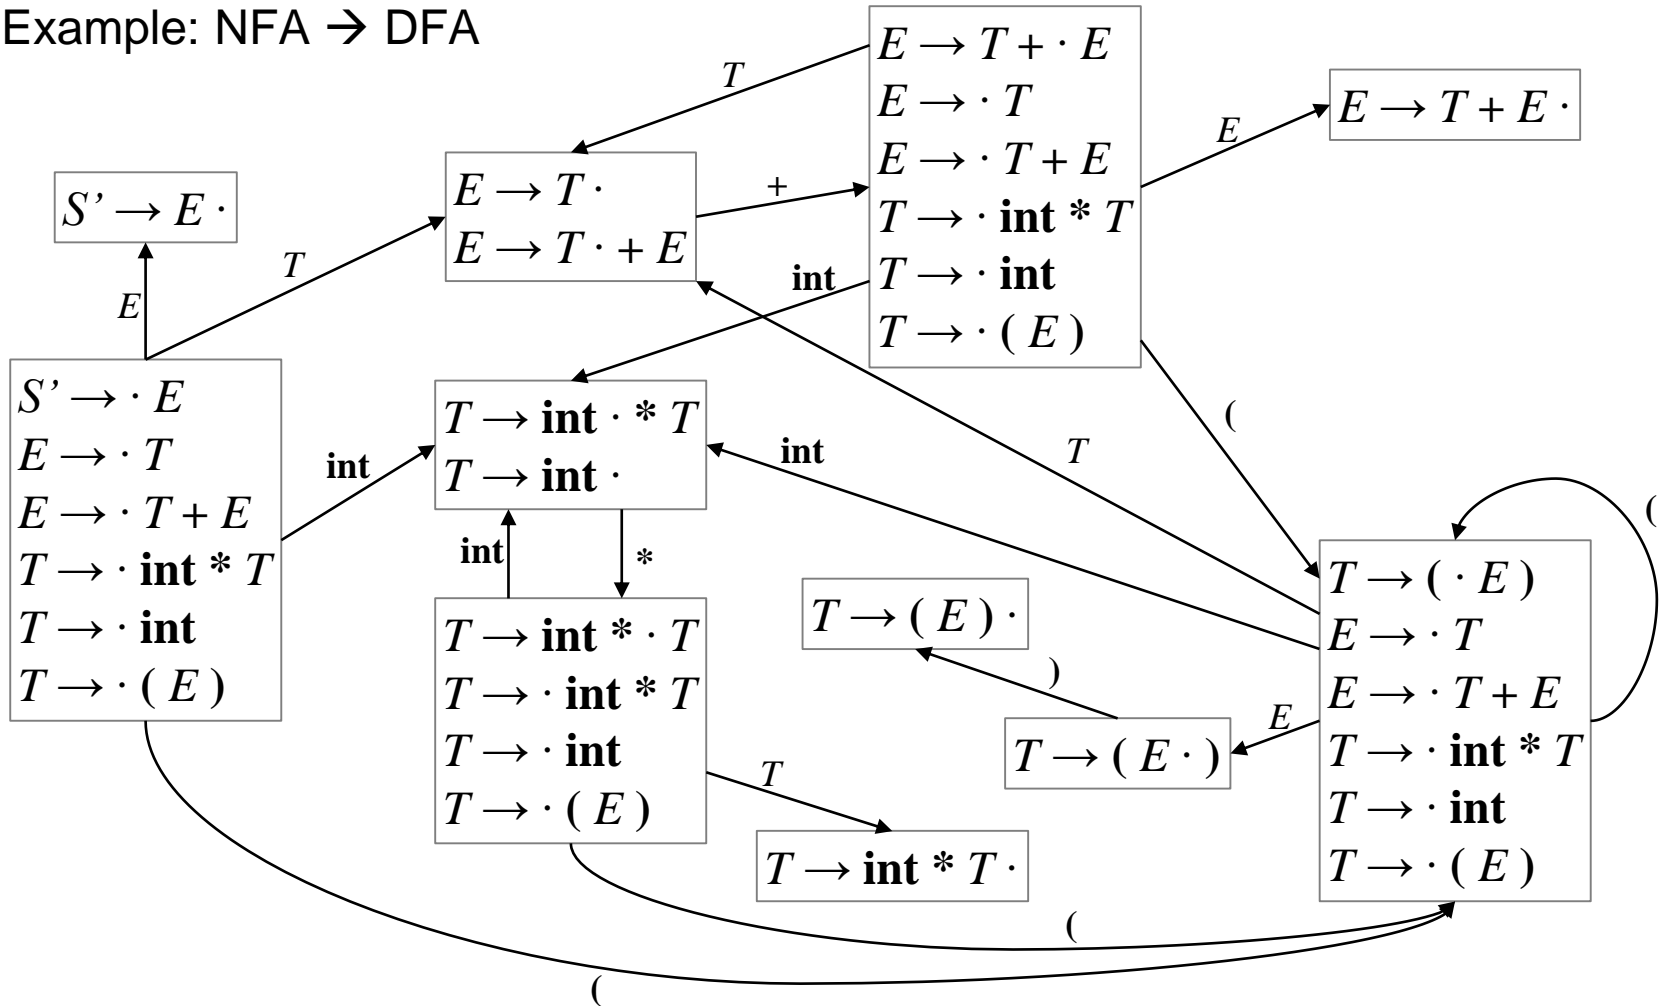 Example: NFA → DFA
E → T + · E
E → · T
E → · T + E
T → · int * T
T → · int
T → · ( E )
T
E
E → T + E ·
E → T ·
E → T · + E
+
S’ → E ·
T
E
int
S’ → · E
E → · T
E → · T + E
T → · int * T
T → · int
T → · ( E )
int
T → int · * T
T → int ·
int
T
(
int
*
T → int * · T
T → · int * T
T → · int
T → · ( E )
T
T → int * T ·
T → ( E ) ·
)
T → ( E · )
E
(
T → ( · E )
E → · T
E → · T + E
T → · int * T
T → · int
T → · ( E )
(
(